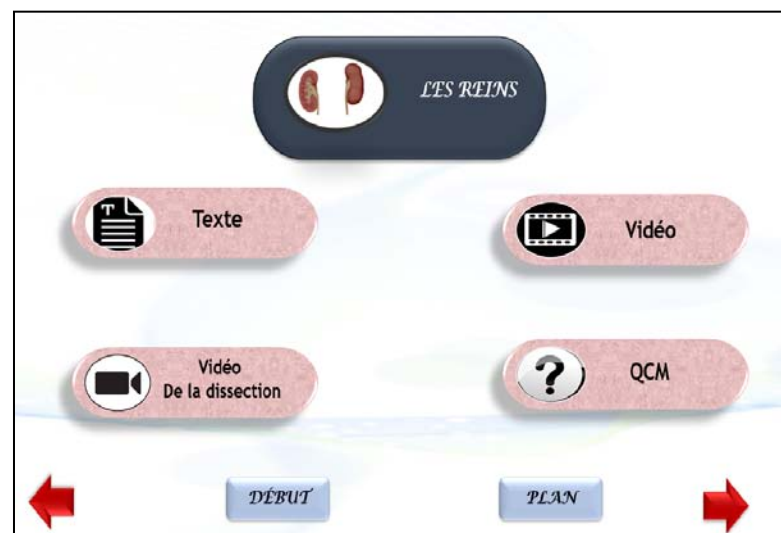 LES REINS
Texte
Vidéo
Vidéo
De la dissection
QCM
DÉBUT
PLAN